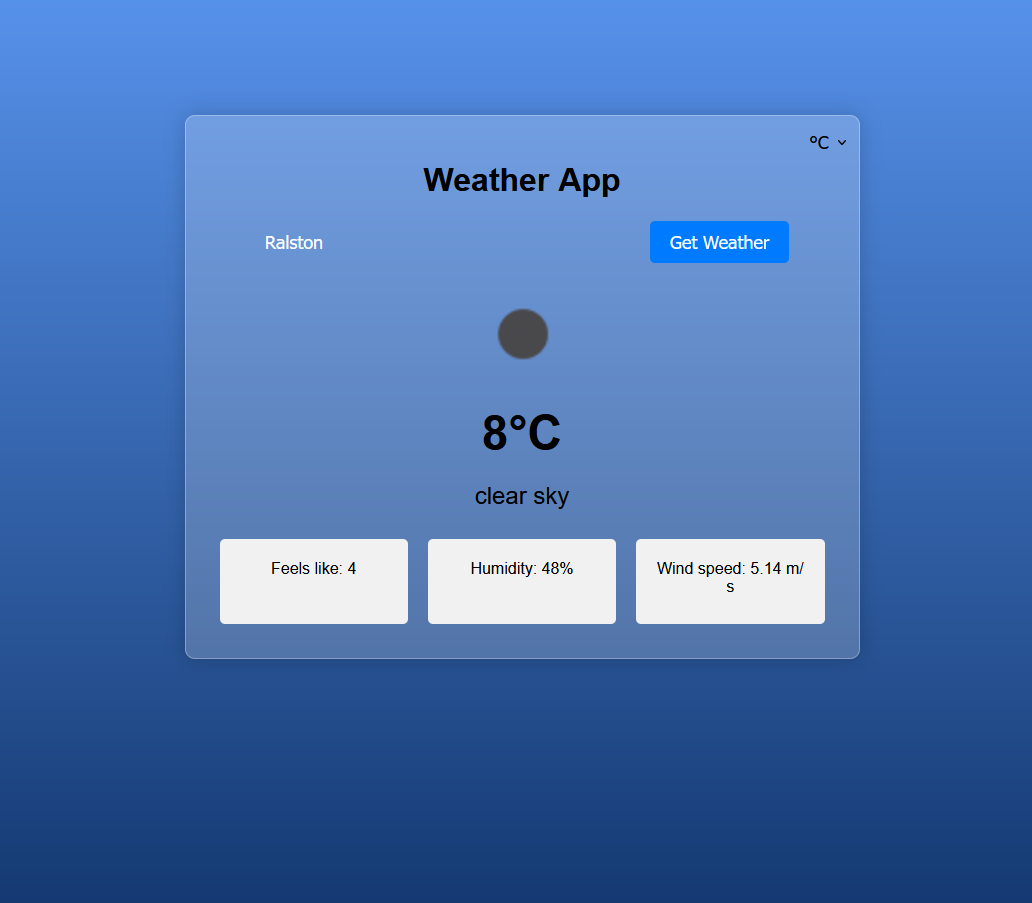 °C
Weather App
Ralston
Get Weather
8°C
clear sky
Feels like: 4
Humidity: 48%
Wind speed: 5.14 m/
s